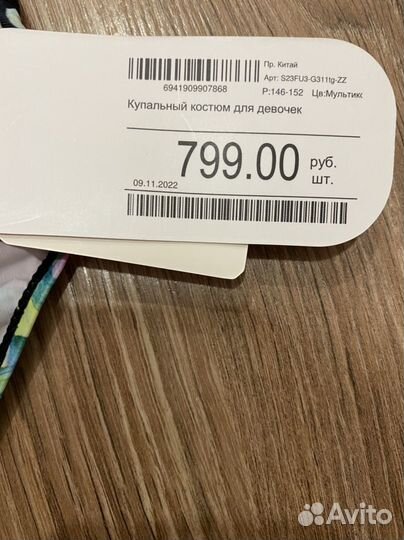 Пр. Китай
Арт: S23FU3-G311tg-ZZ
6941909907868
Р:146-152 Цв:Мультико
Купальный костюм для девочек
799.00 руб.
шт.
09.11.2022
Avito